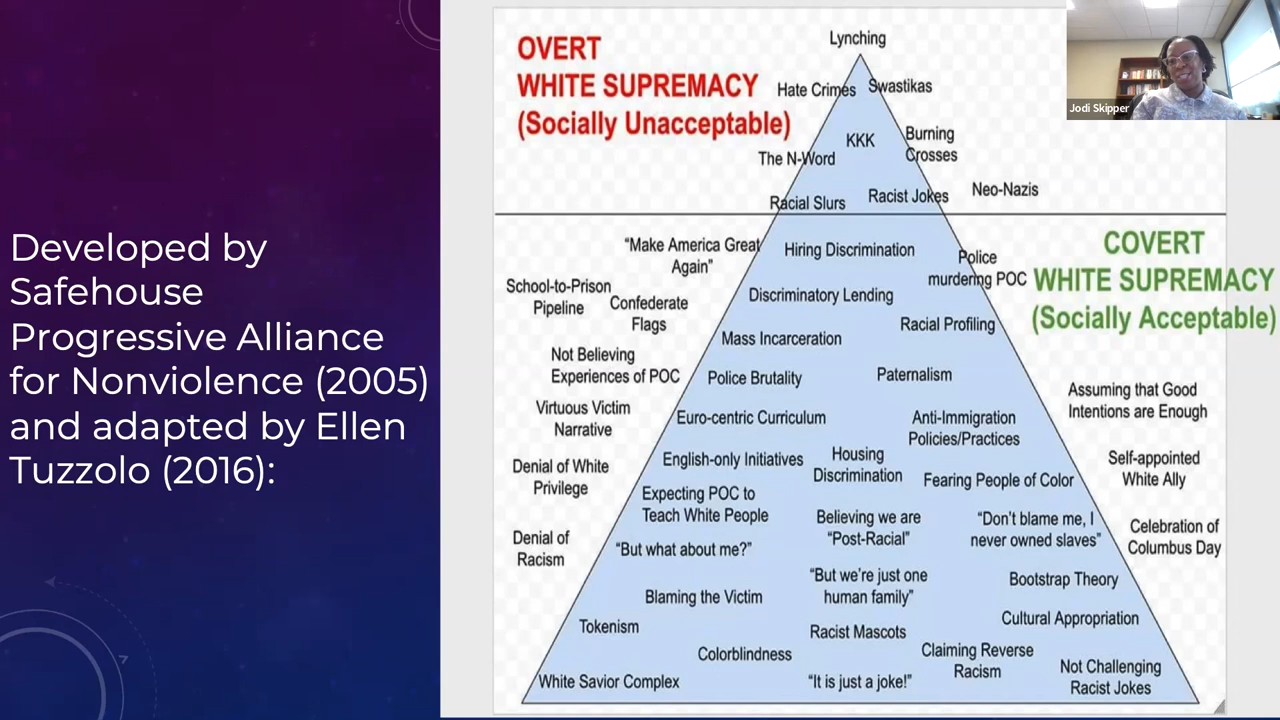 Developed by
Safehouse
Progressive Alliance
for Nonviolence (2005)
and adapted by Ellen
Tuzzolo (2016):
OVERT
WHITE SUPREMACY
(Socially Unacceptable)
Lynching
Hate Crimes
Swastikas
KKK
Burning
Crosses
The N-Word
Racial Slurs
Racist Jokes
Neo-Nazis
Jodi Skipper
COVERT
WHITE SUPREMACY
(Socially Acceptable)
"Make America Great
Again"
Hiring Discrimination
Police
murdering POC
School-to-Prison
Pipeline
Confederate
Flags
Discriminatory Lending
Mass Incarceration
Racial Profiling
Not Believing
Experiences of POC
Police Brutality
Paternalism
Assuming that Good
Intentions are Enough
Virtuous Victim
Narrative
Euro-centric Curriculum
Anti-Immigration
Policies/Practices
Denial of White
Privilege
English-only Initiatives
Housing
Discrimination
Fearing People of Color
Self-appointed
White Ally
Expecting POC to
Teach White People
Believing we are
"Post-Racial"
"Don't blame me, I
never owned slaves"
Celebration of
Columbus Day
Denial of
Racism
"But what about me?"
"But we're just one
human family"
Bootstrap Theory
Blaming the Victim
Cultural Appropriation
Tokenism
Racist Mascots
Colorblindness
Claiming Reverse
Racism
Not Challenging
Racist Jokes
White Savior Complex
"It is just a joke!"